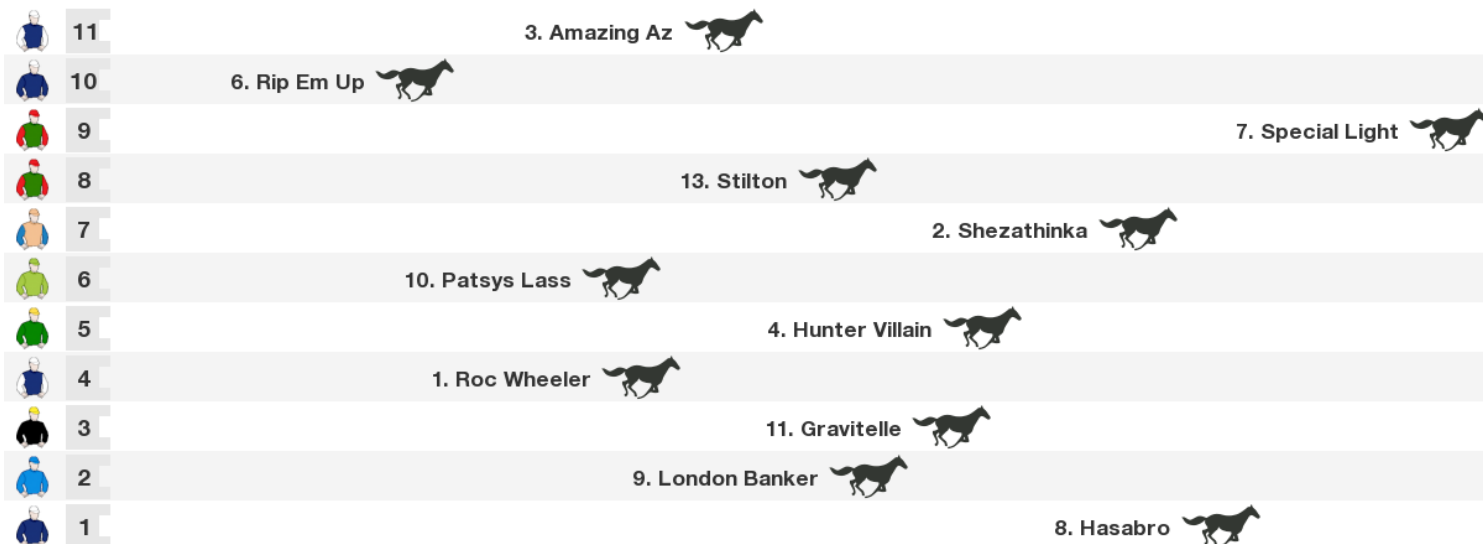 11 3. Amazing Az
10 6. Rip Em Up
9 7. Special Light
8 13. Stilton
7 2. Shezathinka
6 10. Patsys Lass
5 4. Hunter Villain
4 1. Roc Wheeler
3 11. Gravitelle
2 9. London Banker
1 8. Hasabro